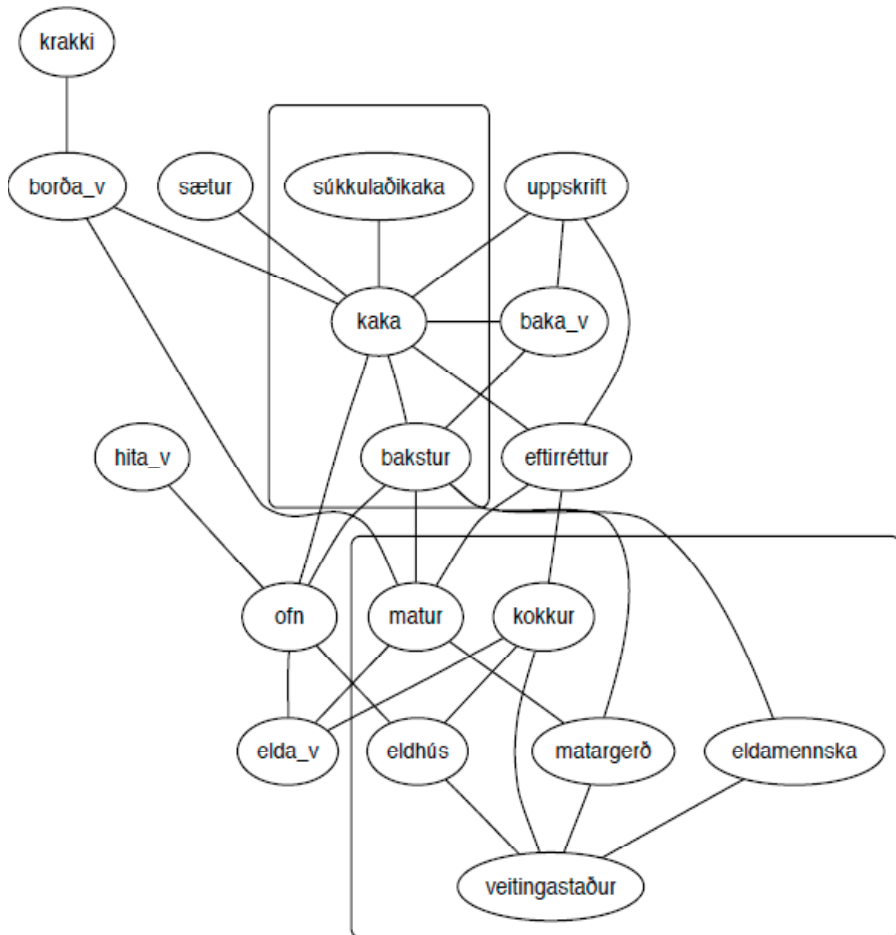 krakki
borða_v
sætur
súkkulaðikaka
uppskrift
kaka
baka_v
hita_v
bakstur
eftirréttur
ofn
matur
kokkur
elda_v
eldhús
matargerð
eldamennska
veitingastaður